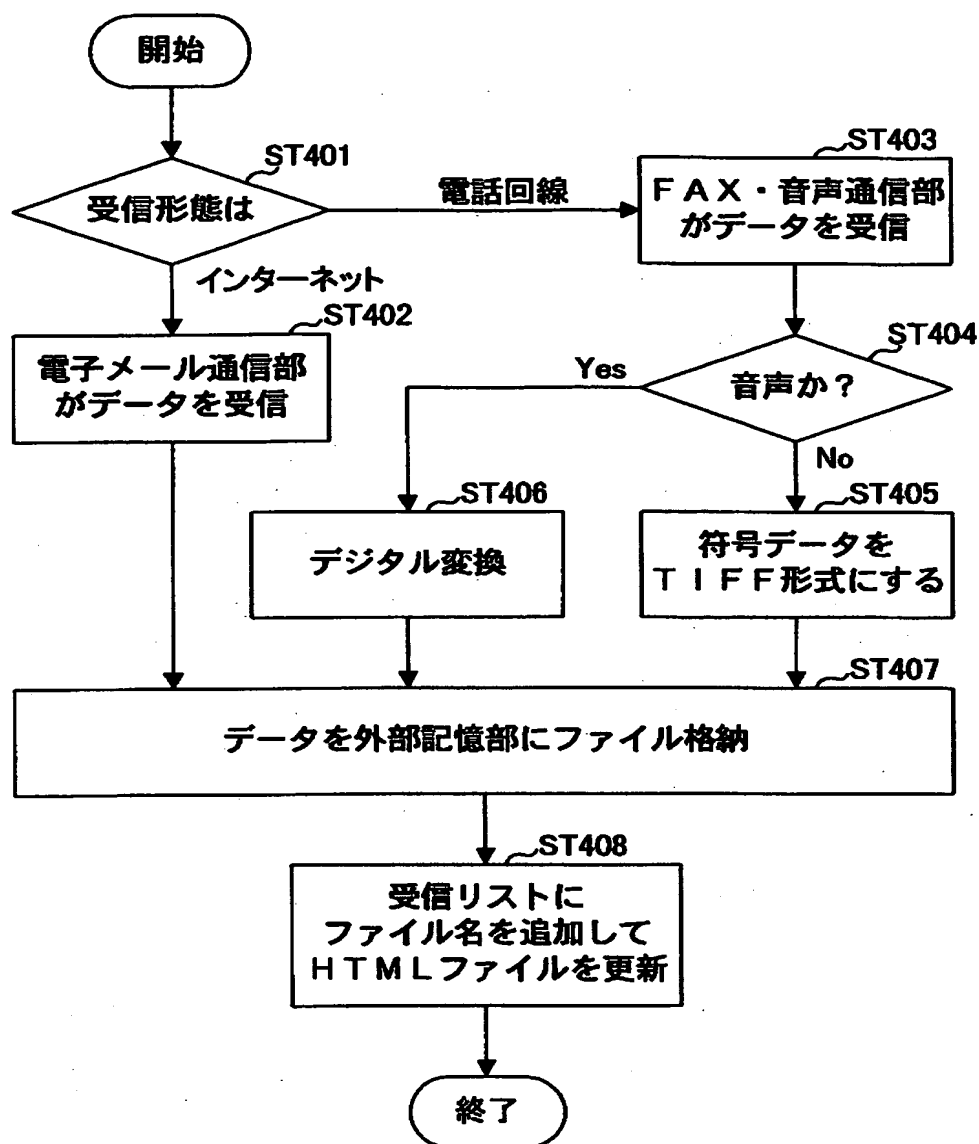 開始
ST401
受信形態は
電話回線
ST403
ＦＡＸ・音声通信部
がデータを受信
インターネット
ST402
電子メール通信部
がデータを受信
ST404
音声か？
Yes
No
ST406
デジタル変換
ST405
符号データを
ＴＩＦＦ形式にする
ST407
データを外部記憶部にファイル格納
ST408
受信リストに
ファイル名を追加して
ＨＴＭＬファイルを更新
終了